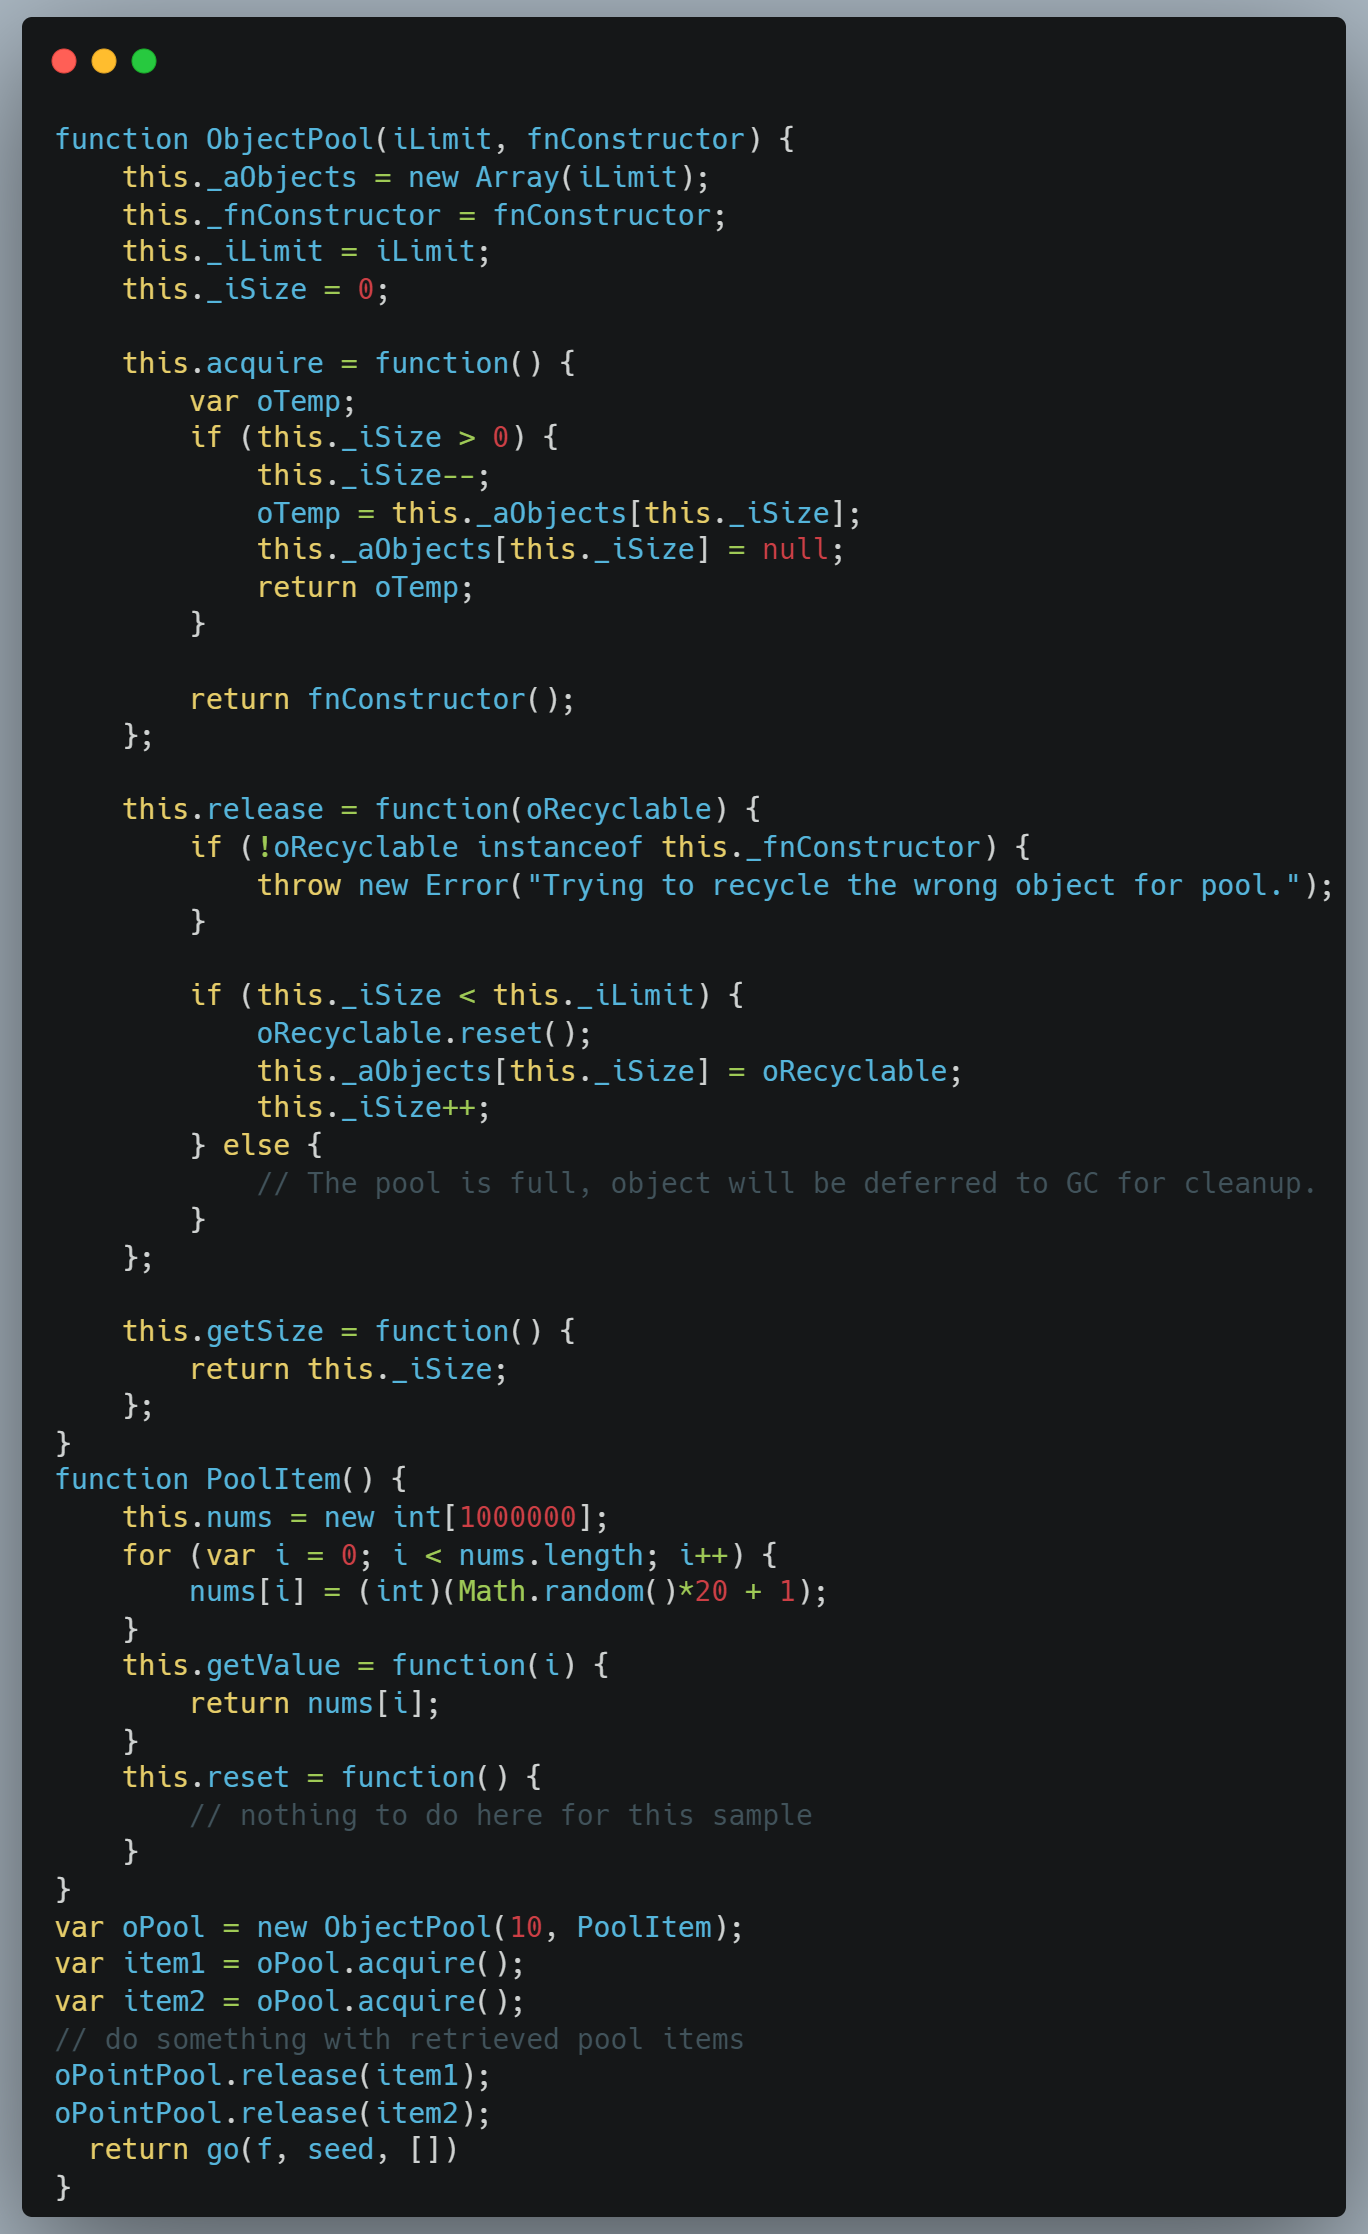 function ObjectPool(iLimit, fnConstructor) {
    this._aObjects = new Array(iLimit);
    this._fnConstructor = fnConstructor;
    this._iLimit = iLimit;
    this._iSize = 0;

    this.acquire = function() {
        var oTemp;
        if (this._iSize > 0) {
            this._iSize--;
            oTemp = this._aObjects[this._iSize];
            this._aObjects[this._iSize] = null;
            return oTemp;
        }

        return fnConstructor();
    };

    this.release = function(oRecyclable) {
        if (!oRecyclable instanceof this._fnConstructor) {
            throw new Error("Trying to recycle the wrong object for pool.");
        }

        if (this._iSize < this._iLimit) {
            oRecyclable.reset();
            this._aObjects[this._iSize] = oRecyclable;
            this._iSize++;
        } else {
            // The pool is full, object will be deferred to GC for cleanup.
        }
    };

    this.getSize = function() {
        return this._iSize;
    };
}
function PoolItem() {
    this.nums = new int[1000000];
    for (var i = 0; i < nums.length; i++) {
        nums[i] = (int)(Math.random()*20 + 1);
    }
    this.getValue = function(i) {
        return nums[i];
    }
    this.reset = function() {
        // nothing to do here for this sample
    }
}
var oPool = new ObjectPool(10, PoolItem);
var item1 = oPool.acquire();
var item2 = oPool.acquire();
// do something with retrieved pool items
oPointPool.release(item1);
oPointPool.release(item2);
  return go(f, seed, [])
}